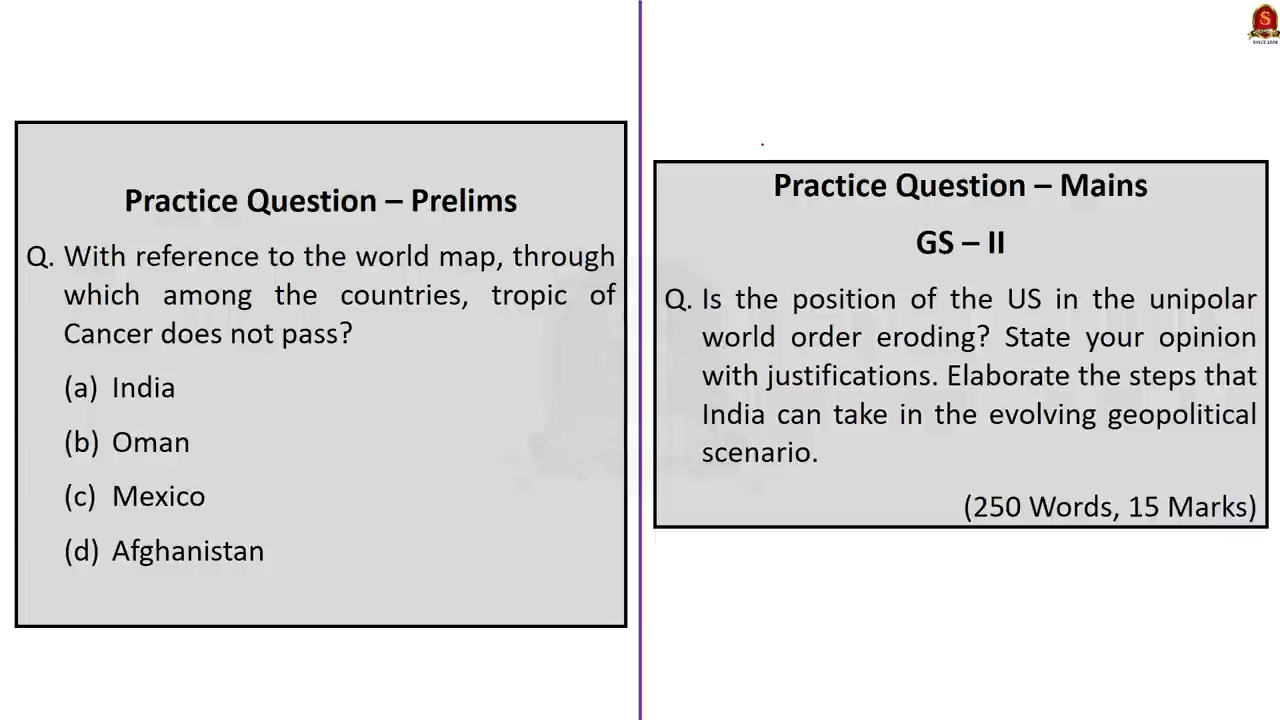 Practice Question – Prelims
Q. With reference to the world map, through
which among the countries, tropic of
Cancer does not pass?
(a) India
(b) Oman
(c) Mexico
(d) Afghanistan
S
SINCE 2004
Practice Question – Mains
GS – II
Q. Is the position of the US in the unipolar
world order eroding? State your opinion
with justifications. Elaborate the steps that
India can take in the evolving geopolitical
scenario.
(250 Words, 15 Marks)